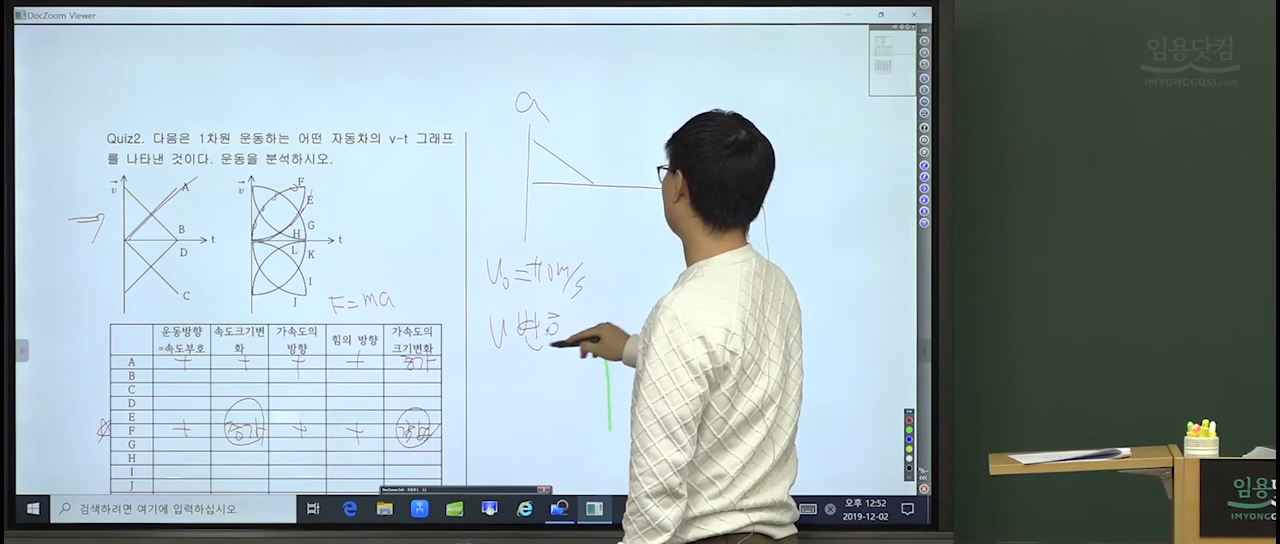 DocZoom Viewer
임용닷컴
IMYONGGOSI.com
Quiz2. 다음은 1차원 운동하는 어떤 자동차의 v-t 그래프
를 나타낸 것이다. 운동을 분석하시오.
a
v
A
B
D
C
t
v
F
E
G
H
L
K
I
J
t
F=ma
운동방향
=속도부호
속도크기변
화
가속도의
방향
힘의 방향
가속도의
크기변화
A + + + +
B
C
D
E
F + 증가 + +
G
H
I
J
검색하려면 여기에 입력하십시오.
오후 12:52
2019-12-02
임용
IMYONG